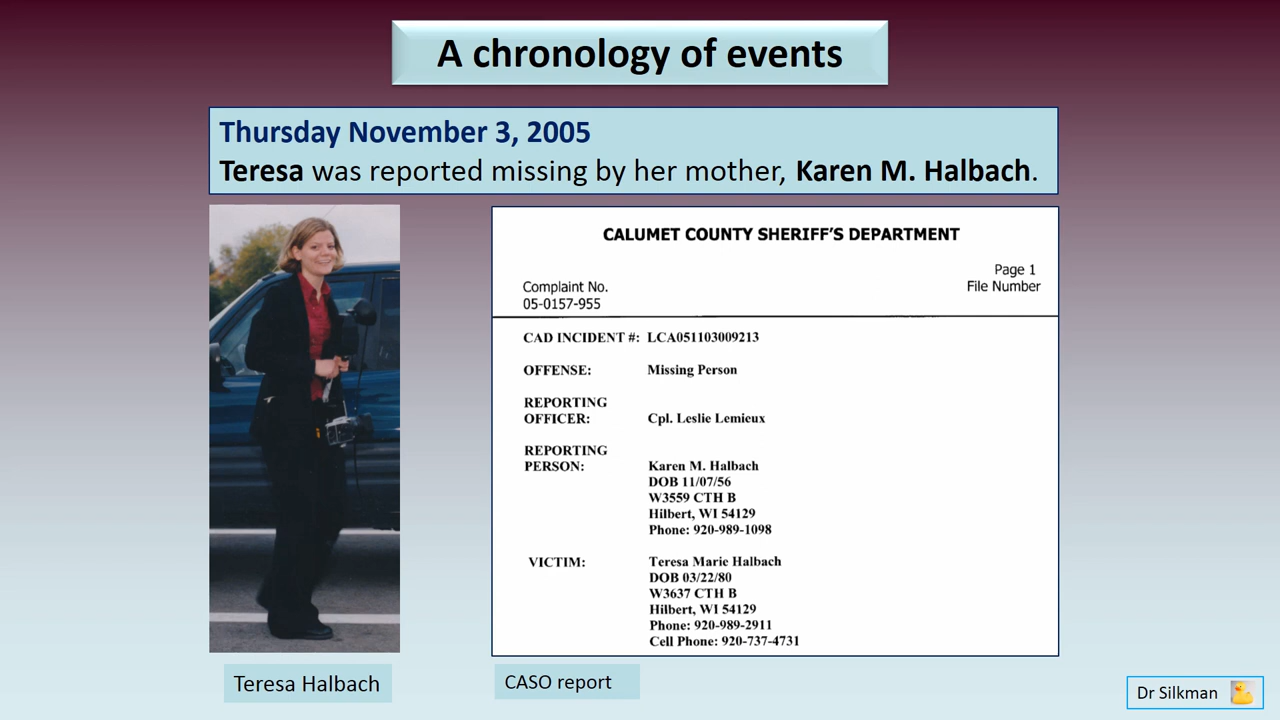 A chronology of events
Thursday November 3, 2005
Teresa was reported missing by her mother, Karen M. Halbach.
CALUMET COUNTY SHERIFF'S DEPARTMENT
Page 1
Complaint No. File Number
05-0157-955
CAD INCIDENT #: LCA051103009213
OFFENSE: Missing Person
REPORTING
OFFICER: Cpl. Leslie Lemieux
REPORTING
PERSON: Karen M. Halbach
DOB 11/07/56
W3559 CTH B
Hilbert, WI 54129
Phone: 920-989-1098
VICTIM: Teresa Marie Halbach
DOB 03/22/80
W3637 CTH B
Hilbert, WI 54129
Phone: 920-989-2911
Cell Phone: 920-737-4731
Teresa Halbach
CASO report
Dr Silkman